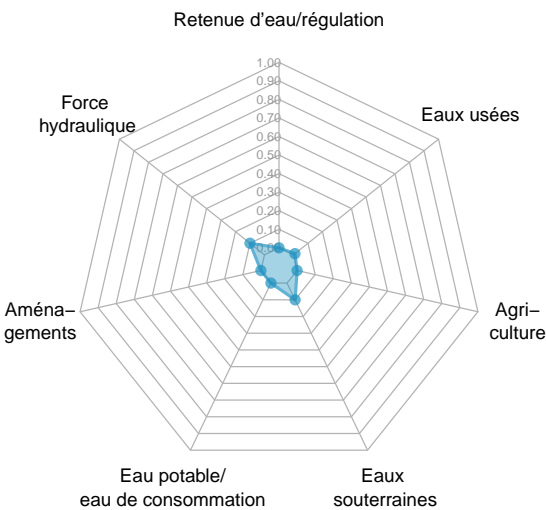 Retenue d'eau/régulation
1.00
0.90
0.80
0.70
0.60
0.50
0.40
0.30
0.20
0.10
0.00
Eaux usées
Agri−
culture
Eaux
souterraines
Eau potable/
eau de consommation
Aména−
gements
Force
hydraulique